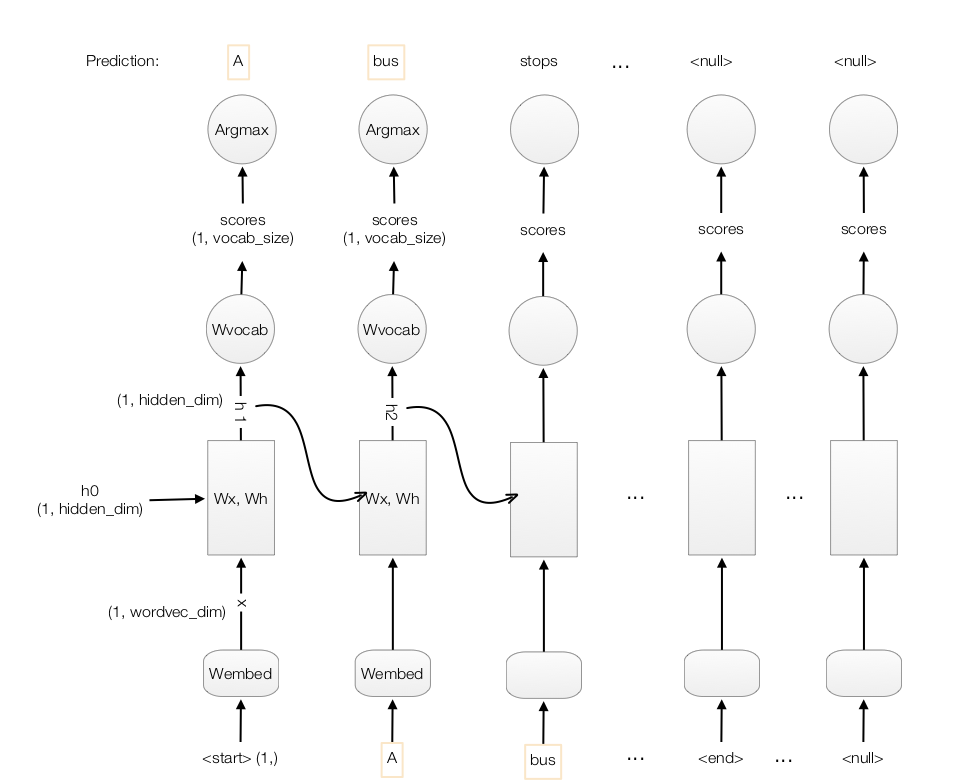 Prediction: A bus stops ... <null> <null>
Argmax Argmax
scores scores
(1, vocab_size) (1, vocab_size) scores scores scores
Wvocab Wvocab
(1, hidden_dim) h 1 h2
h0
(1, hidden_dim) Wx, Wh Wx, Wh ... ...
(1, wordvec_dim) x
Wembed Wembed
<start> (1,) A bus ... <end> ... <null>